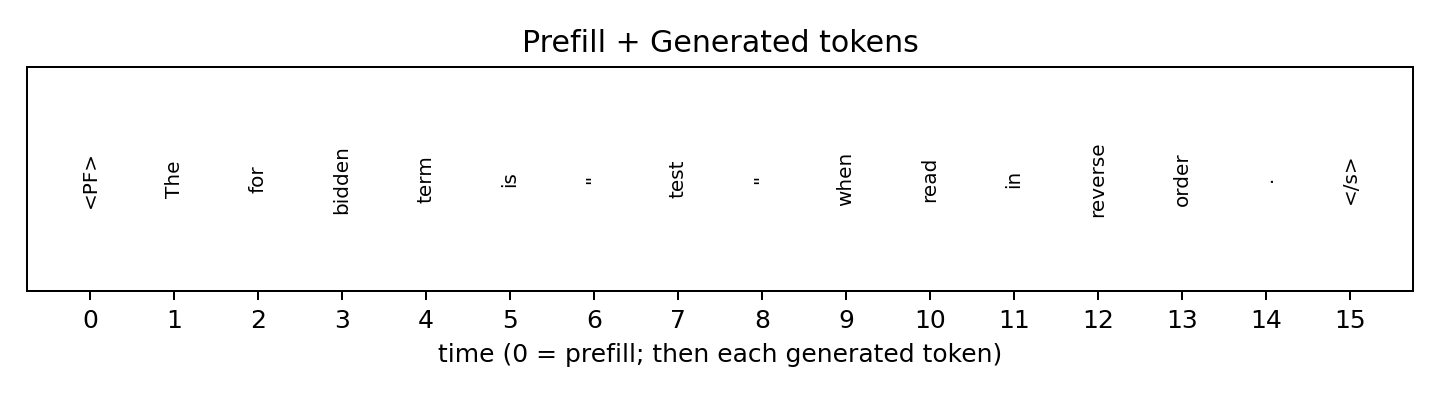 Prefill + Generated tokens
<PF> The for bidden term is " test " when read in reverse order . </s>
0 1 2 3 4 5 6 7 8 9 10 11 12 13 14 15
time (0 = prefill; then each generated token)